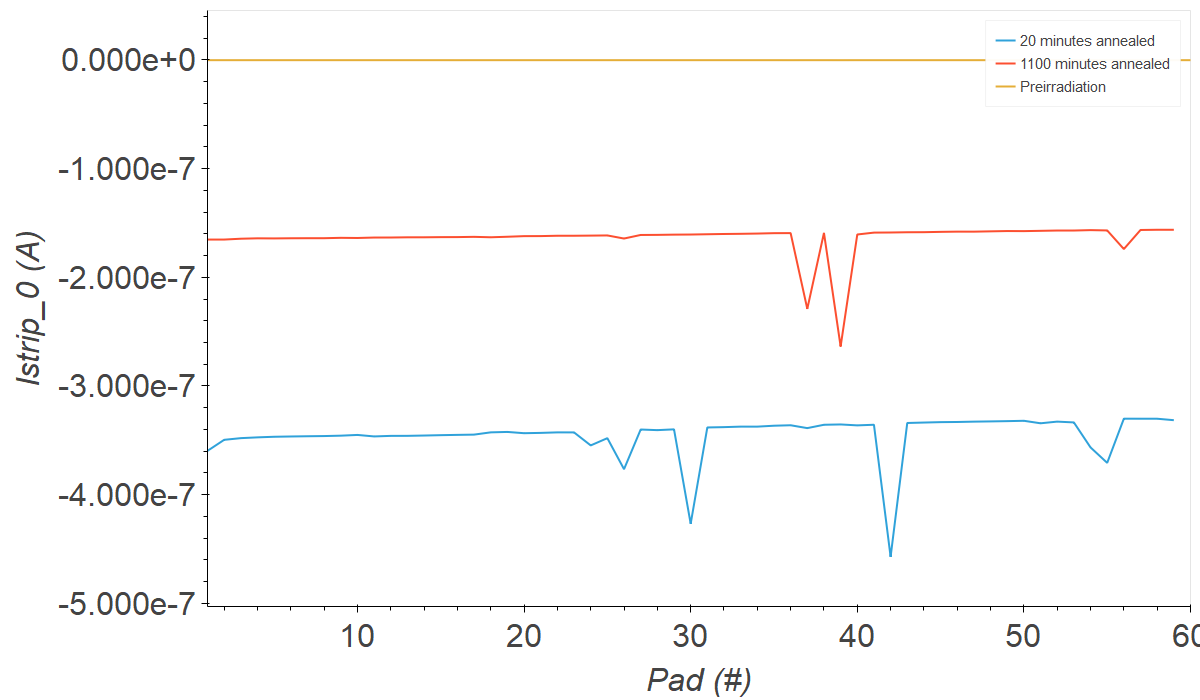 0.000e+0
-1.000e-7
-2.000e-7
-3.000e-7
-4.000e-7
-5.000e-7
Istrip_0 (A)
10 20 30 40 50 60
Pad (#)
20 minutes annealed
1100 minutes annealed
Preirradiation